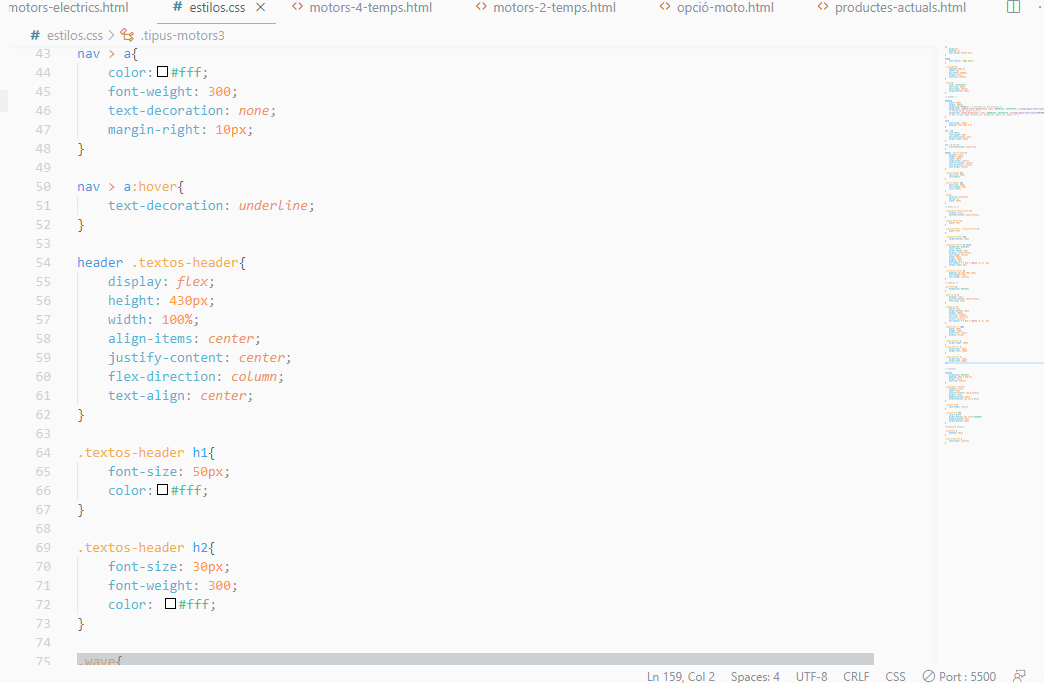 motors-electrics.html # estilos.css × <> motors-4-temps.html <> motors-2-temps.html <> opció-moto.html <> productes-actuals.html
# estilos.css > .tipus-motors3
43 nav > a{
44 color: #fff;
45 font-weight: 300;
46 text-decoration: none;
47 margin-right: 10px;
48 }
49
50 nav > a:hover{
51 text-decoration: underline;
52 }
53
54 header .textos-header{
55 display: flex;
56 height: 430px;
57 width: 100%;
58 align-items: center;
59 justify-content: center;
60 flex-direction: column;
61 text-align: center;
62 }
63
64 .textos-header h1{
65 font-size: 50px;
66 color: #fff;
67 }
68
69 .textos-header h2{
70 font-size: 30px;
71 font-weight: 300;
72 color: #fff;
73 }
74
75 .wave{
Ln 159, Col 2 Spaces: 4 UTF-8 CRLF CSS Port : 5500